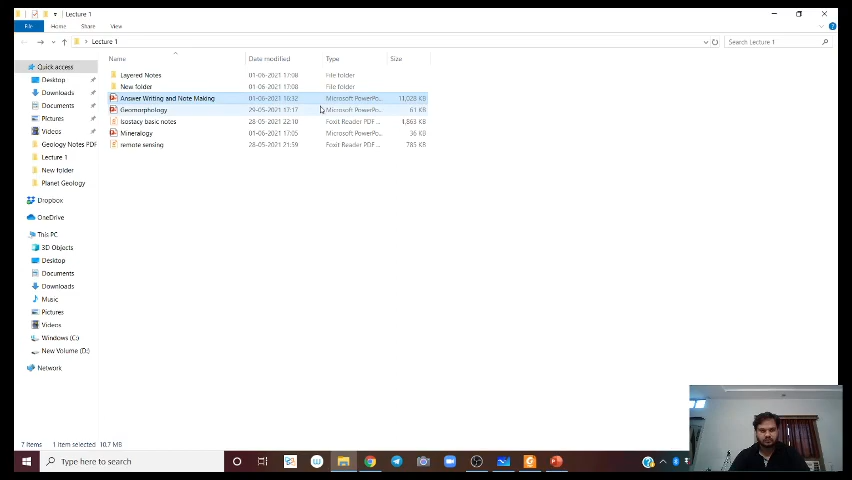 Lecture 1
File
Home
Share
View
Lecture 1
Search Lecture 1
Name
Date modified
Type
Size
Layered Notes
01-06-2021 17:08
File folder
New folder
01-06-2021 17:08
File folder
Answer Writing and Note Making
01-06-2021 16:32
Microsoft PowerPo...
11,028 KB
Geomorphology
29-05-2021 17:17
Microsoft PowerPo...
61 KB
Isostacy basic notes
28-05-2021 22:10
Foxit Reader PDF ...
4,863 KB
Mineralogy
01-06-2021 17:05
Microsoft PowerPo...
36 KB
remote sensing
28-05-2021 21:59
Foxit Reader PDF ...
785 KB
Quick access
Desktop
Downloads
Documents
Pictures
Videos
Geology Notes PDF
Lecture 1
New folder
Planet Geology
Dropbox
OneDrive
This PC
3D Objects
Desktop
Documents
Downloads
Music
Pictures
Videos
Windows (C:)
New Volume (D:)
Network
7 items
1 item selected 10.7 MB
Type here to search